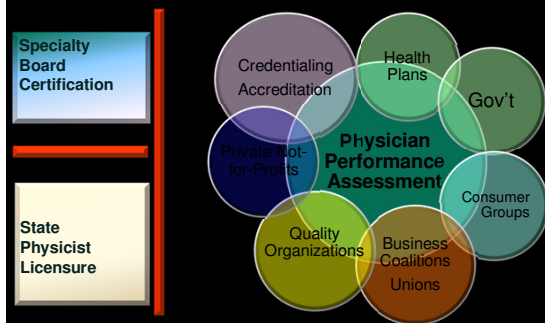 Specialty
Board
Certification
State
Physicist
Licensure
Credentialing
Accreditation
Health
Plans
Gov't
Private Not-
for-Profits
Physician
Performance
Assessment
Consumer
Groups
Quality
Organizations
Business
Coalitions
Unions